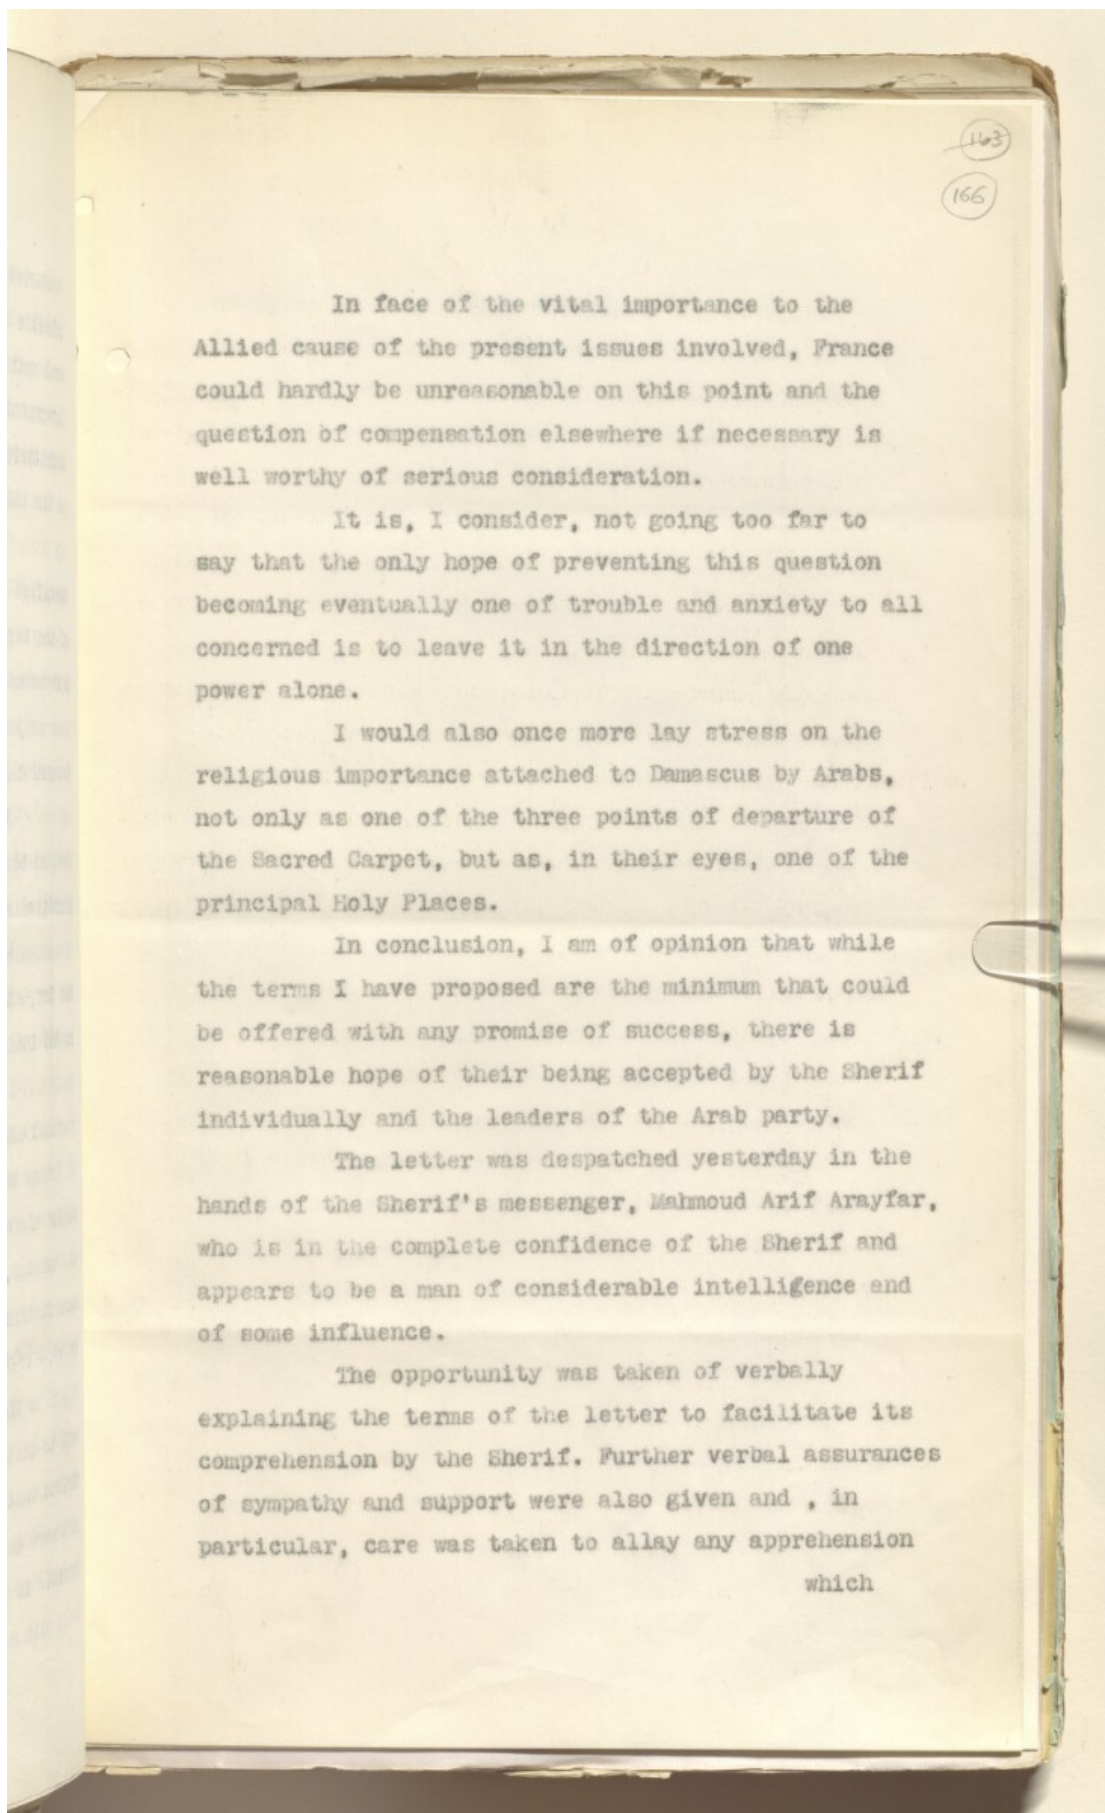 163
166
In face of the vital importance to the
Allied cause of the present issues involved, France
could hardly be unreasonable on this point and the
question of compensation elsewhere if necessary is
well worthy of serious consideration.
It is, I consider, not going too far to
say that the only hope of preventing this question
becoming eventually one of trouble and anxiety to all
concerned is to leave it in the direction of one
power alone.
I would also once more lay stress on the
religious importance attached to Damascus by Arabs,
not only as one of the three points of departure of
the Sacred Carpet, but as, in their eyes, one of the
principal Holy Places.
In conclusion, I am of opinion that while
the terms I have proposed are the minimum that could
be offered with any promise of success, there is
reasonable hope of their being accepted by the Sherif
individually and the leaders of the Arab party.
The letter was despatched yesterday in the
hands of the Sherif's messenger, Mahmoud Arif Arayfar,
who is in the complete confidence of the Sherif and
appears to be a man of considerable intelligence and
of some influence.
The opportunity was taken of verbally
explaining the terms of the letter to facilitate its
comprehension by the Sherif. Further verbal assurances
of sympathy and support were also given and , in
particular, care was taken to allay any apprehension
which